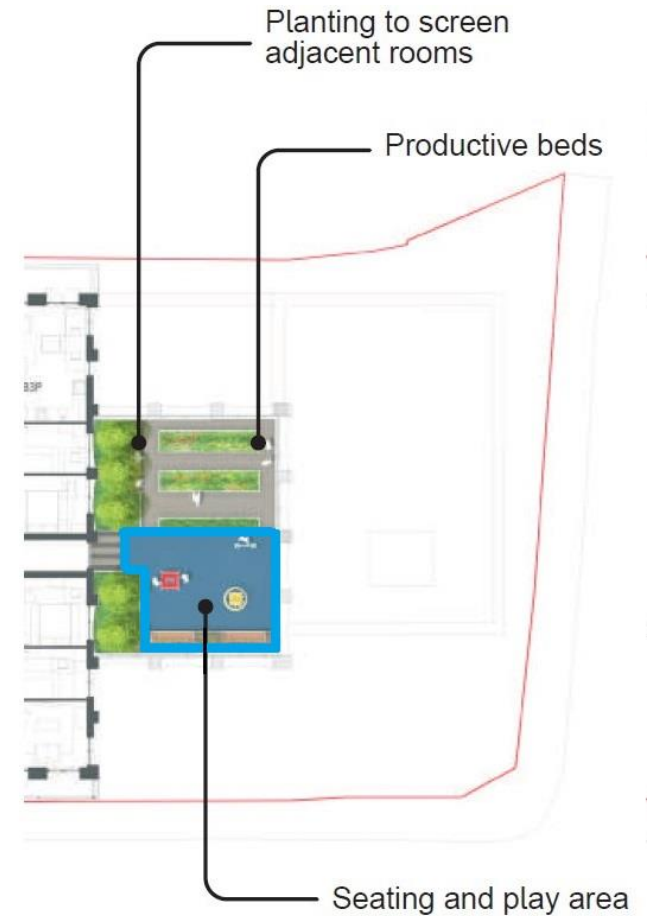 Planting to screen
adjacent rooms
Productive beds
Seating and play area